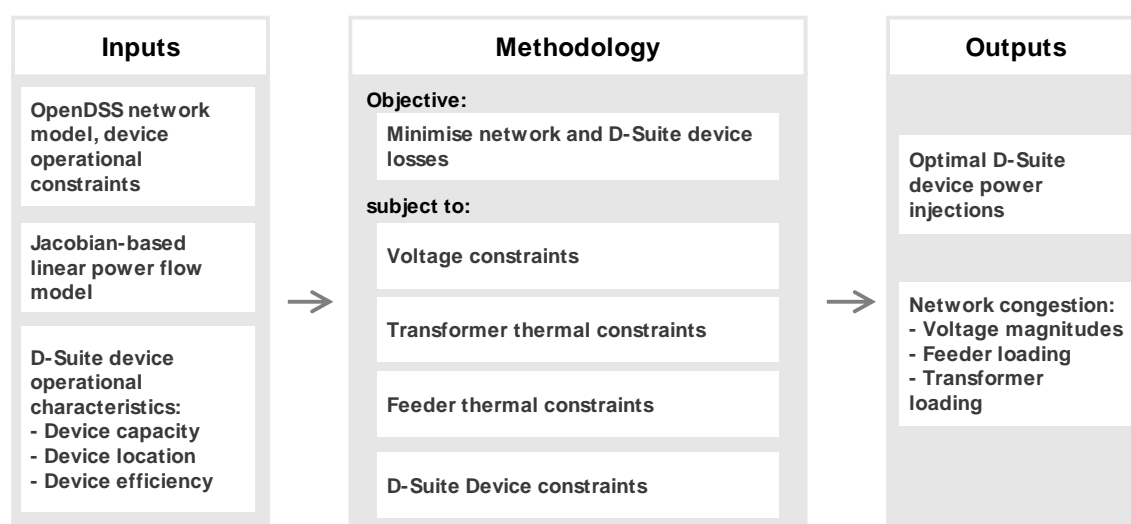 Inputs
OpenDSS network
model, device
operational
constraints
Jacobian-based
linear power flow
model
D-Suite device
operational
characteristics:
- Device capacity
- Device location
- Device efficiency
Methodology
Objective:
Minimise network and D-Suite device
losses
subject to:
Voltage constraints
Transformer thermal constraints
Feeder thermal constraints
D-Suite Device constraints
Outputs
Optimal D-Suite
device power
injections
Network congestion:
- Voltage magnitudes
- Feeder loading
- Transformer
loading